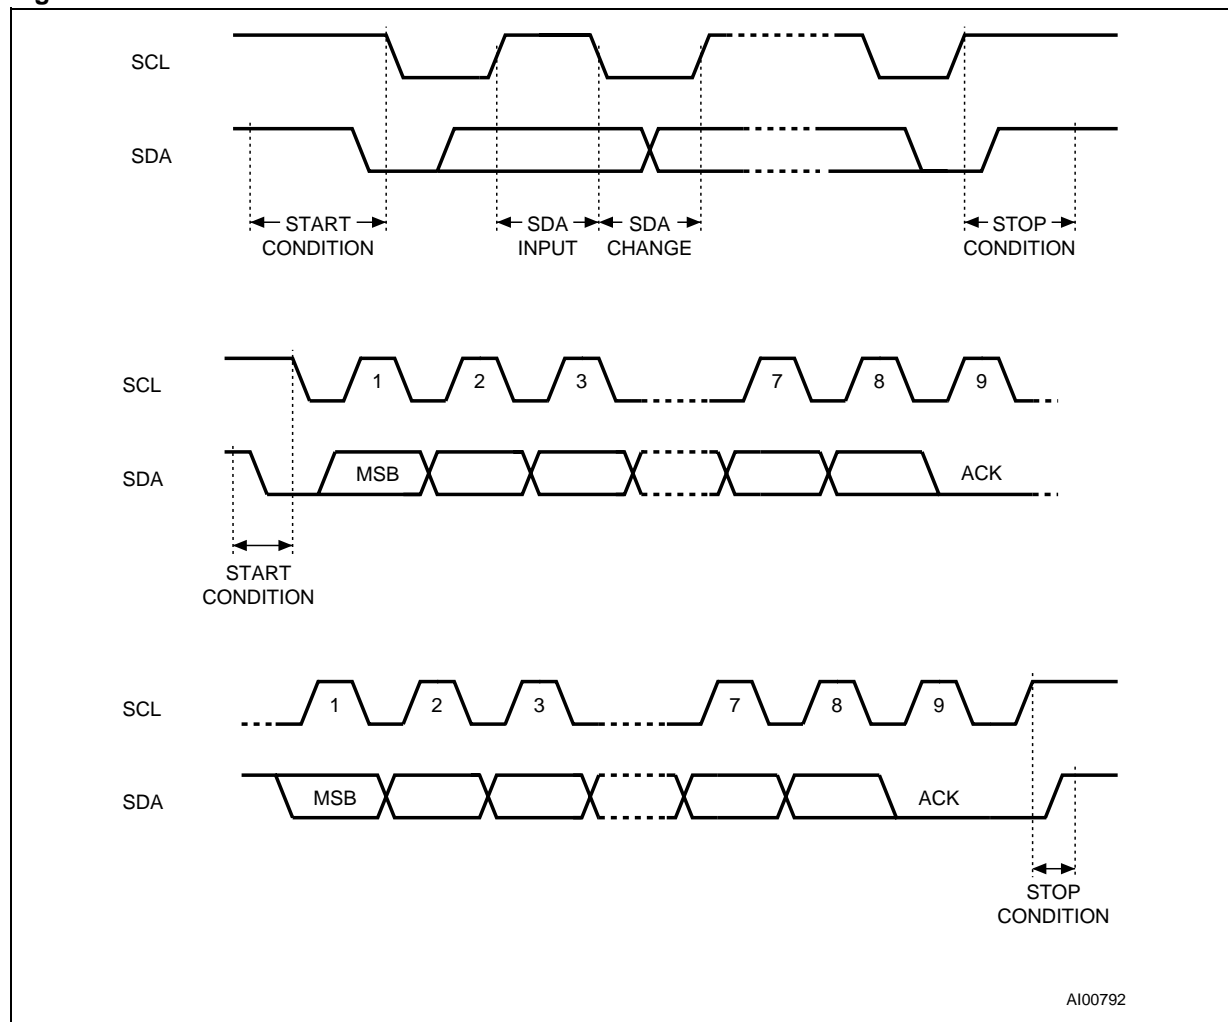 SCL
SDA
START
CONDITION
SDA
INPUT
SDA
CHANGE
STOP
CONDITION
SCL
1 2 3 7 8 9
SDA
MSB ACK
START
CONDITION
SCL
1 2 3 7 8 9
SDA
MSB ACK
STOP
CONDITION
AI00792